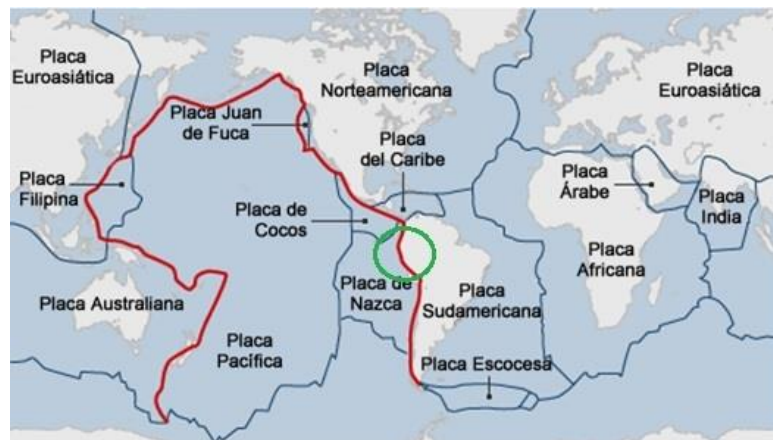 Placa
Euroasiática
Placa
Norteamericana
Placa
Euroasiática
Placa Juan
de Fuca
Placa
del Caribe
Placa
Filipina
Placa de
Cocos
Placa
Árabe
Placa
India
Placa
Africana
Placa Australiana
Placa de
Nazca
Placa
Sudamericana
Placa
Pacífica
Placa Escocesa